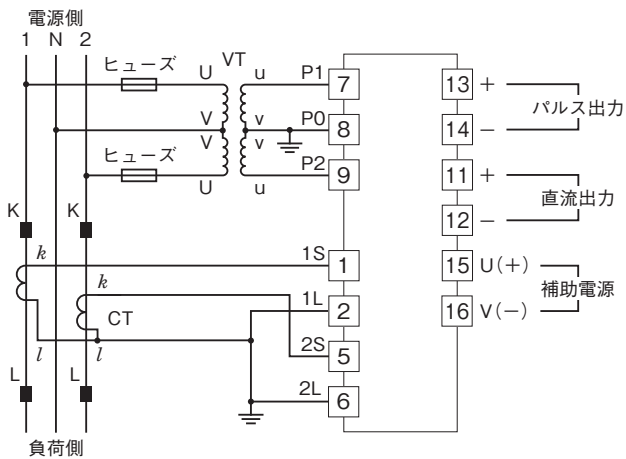 電源側
1 N 2
ヒューズ
VT
U
u
P1
7
V
v
P0
8
V
v
ヒューズ
U
u
P2
9
K
K
k
1S
1
k
1L
2
CT
l
l
2S
5
L
L
2L
6
負荷側
13 +
パルス出力
14 −
11 +
直流出力
12 −
15 U(+)
補助電源
16 V(−)